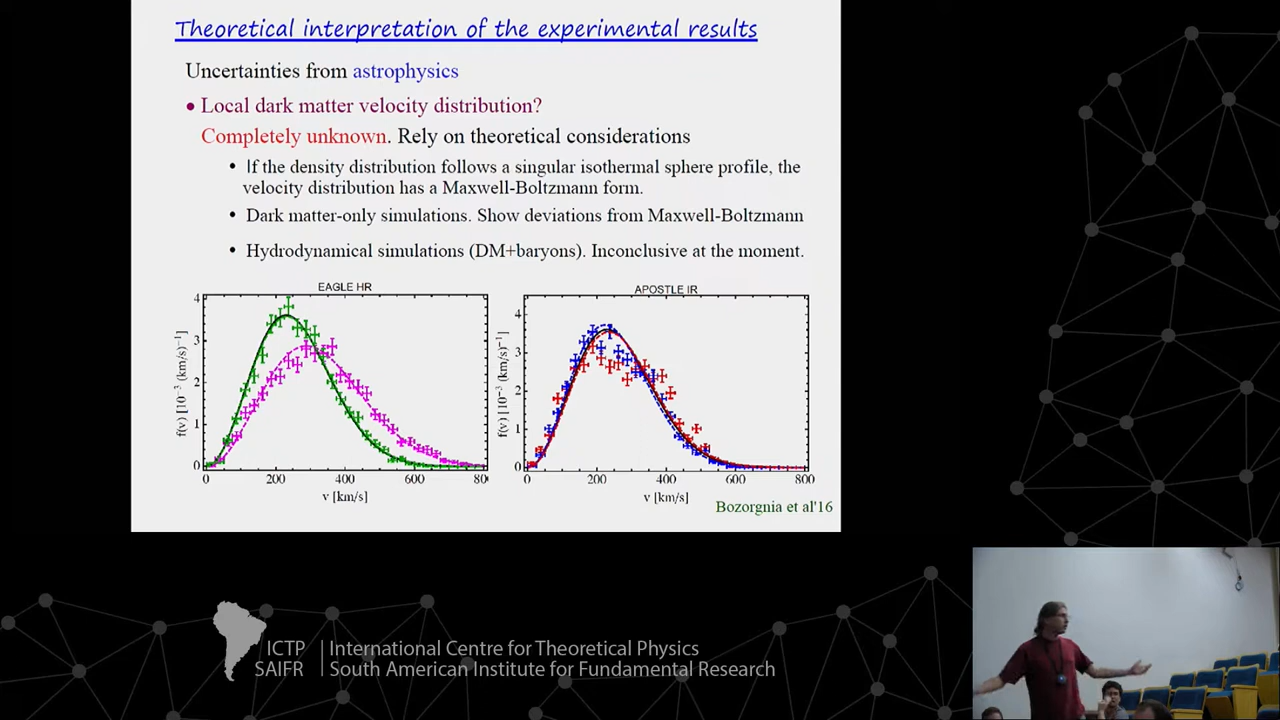 Theoretical interpretation of the experimental results
Uncertainties from astrophysics
• Local dark matter velocity distribution?
Completely unknown. Rely on theoretical considerations
• If the density distribution follows a singular isothermal sphere profile, the
velocity distribution has a Maxwell-Boltzmann form.
• Dark matter-only simulations. Show deviations from Maxwell-Boltzmann
• Hydrodynamical simulations (DM+baryons). Inconclusive at the moment.
EAGLE HR
4
3
2
1
0
f(v) [10⁻³ (km/s)⁻¹]
0 200 400 600 80
v [km/s]
APOSTLE IR
4
3
2
1
0
f(v) [10⁻³ (km/s)⁻¹]
0 200 400 600 800
v [km/s]
Bozorgnia et al'16
ICTP
SAIFR
International Centre for Theoretical Physics
South American Institute for Fundamental Research